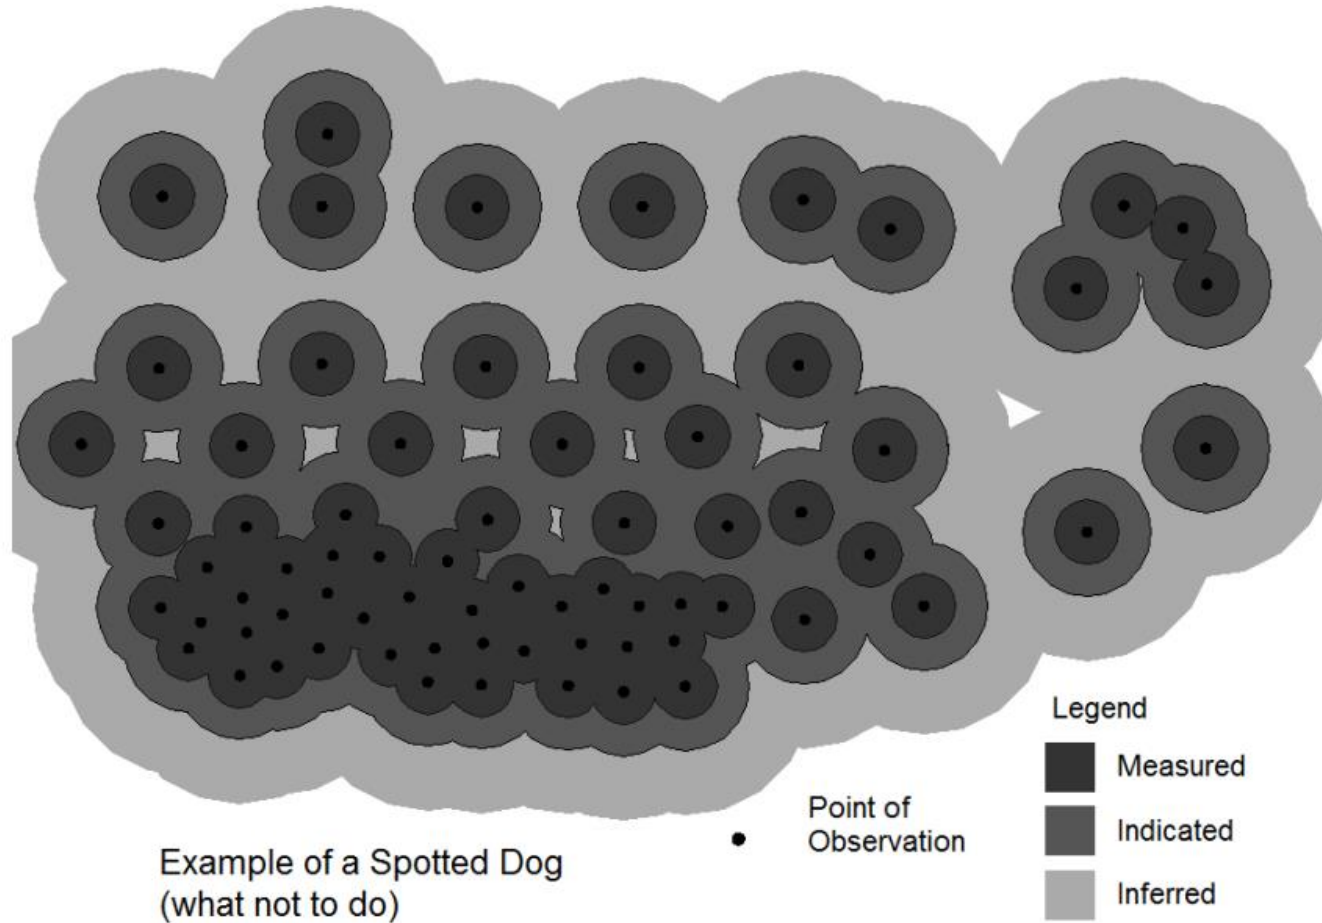 Example of a Spotted Dog
(what not to do)
Point of
Observation
Legend
Measured
Indicated
Inferred